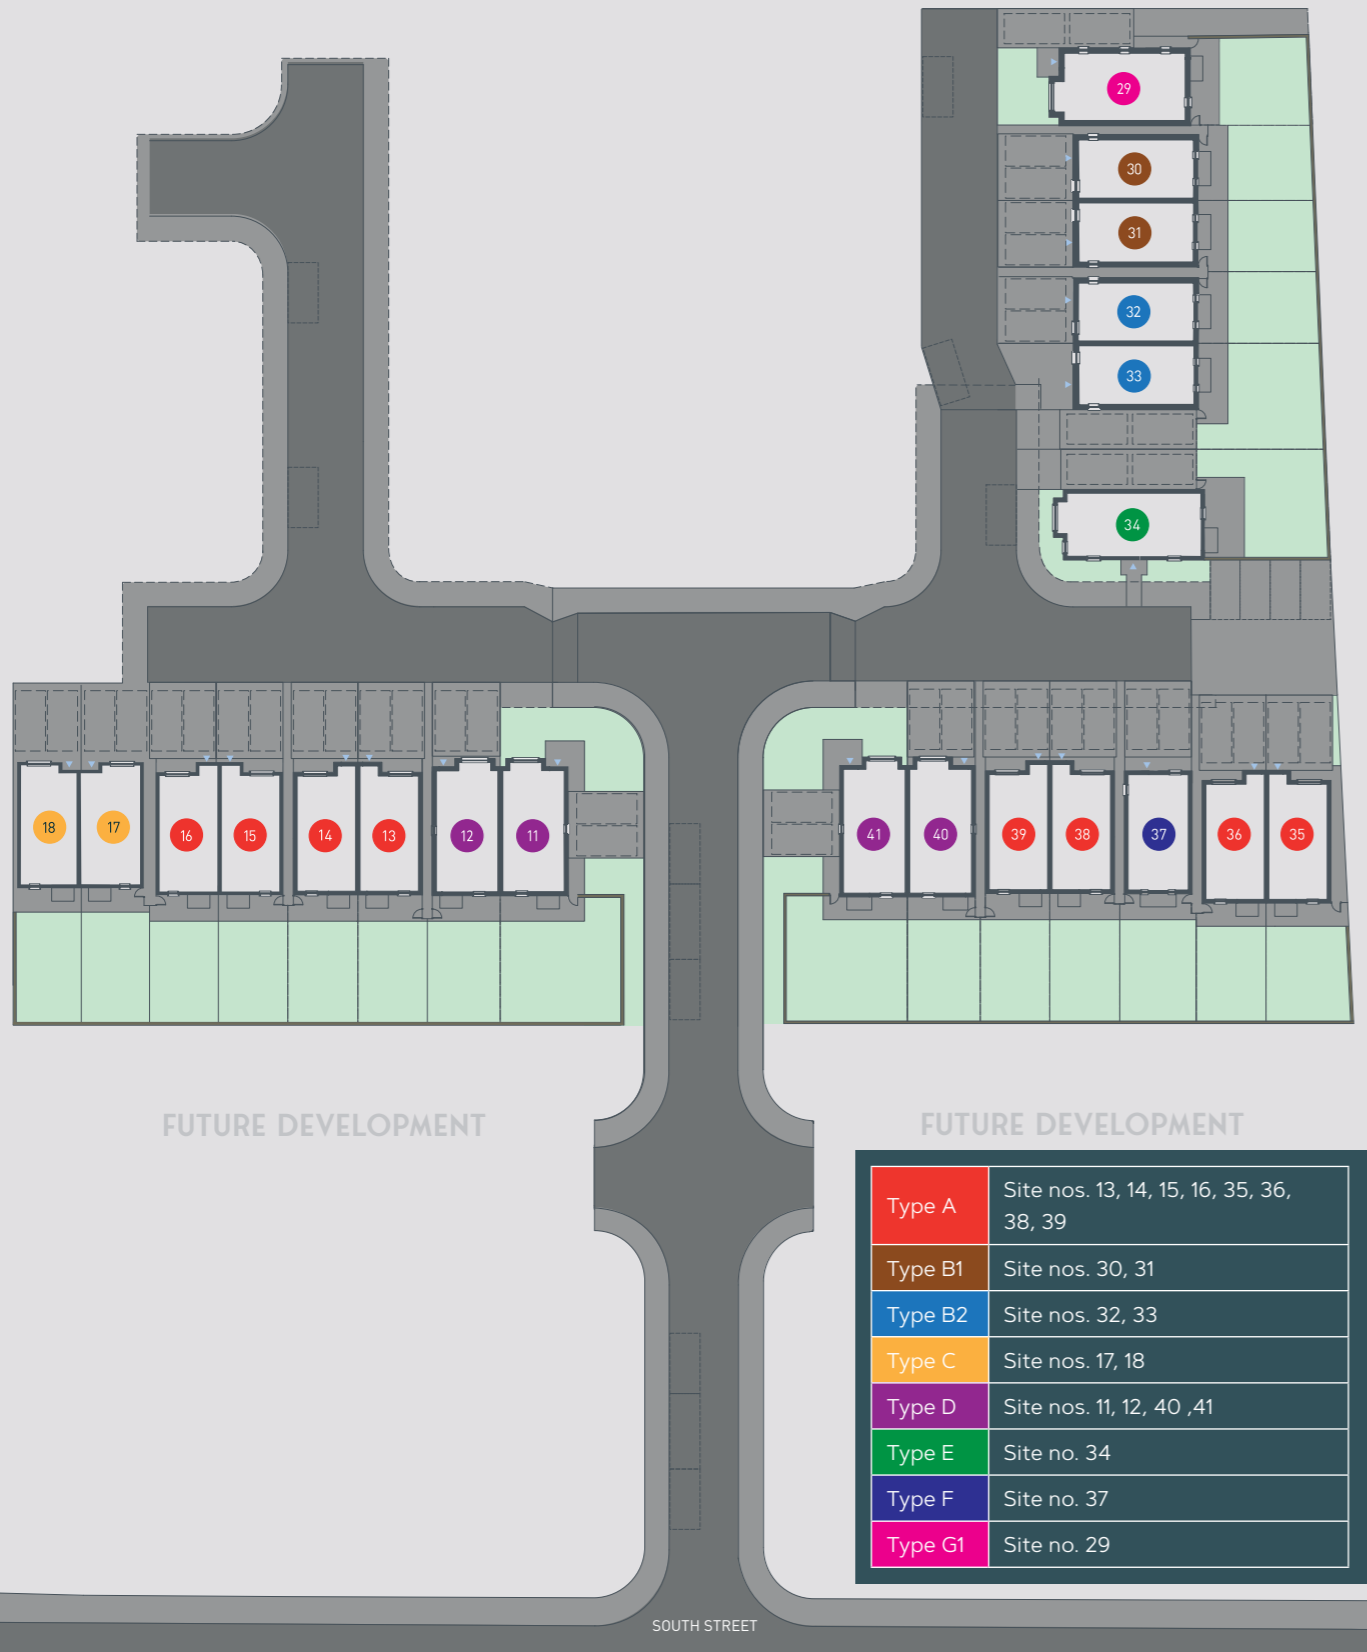 29
30
31
32
33
34
18 17 16 15 14 13 12 11 41 40 39 38 37 36 35
FUTURE DEVELOPMENT FUTURE DEVELOPMENT
Type A Site nos. 13, 14, 15, 16, 35, 36,
38, 39
Type B1 Site nos. 30, 31
Type B2 Site nos. 32, 33
Type C Site nos. 17, 18
Type D Site nos. 11, 12, 40 ,41
Type E Site no. 34
Type F Site no. 37
Type G1 Site no. 29
SOUTH STREET